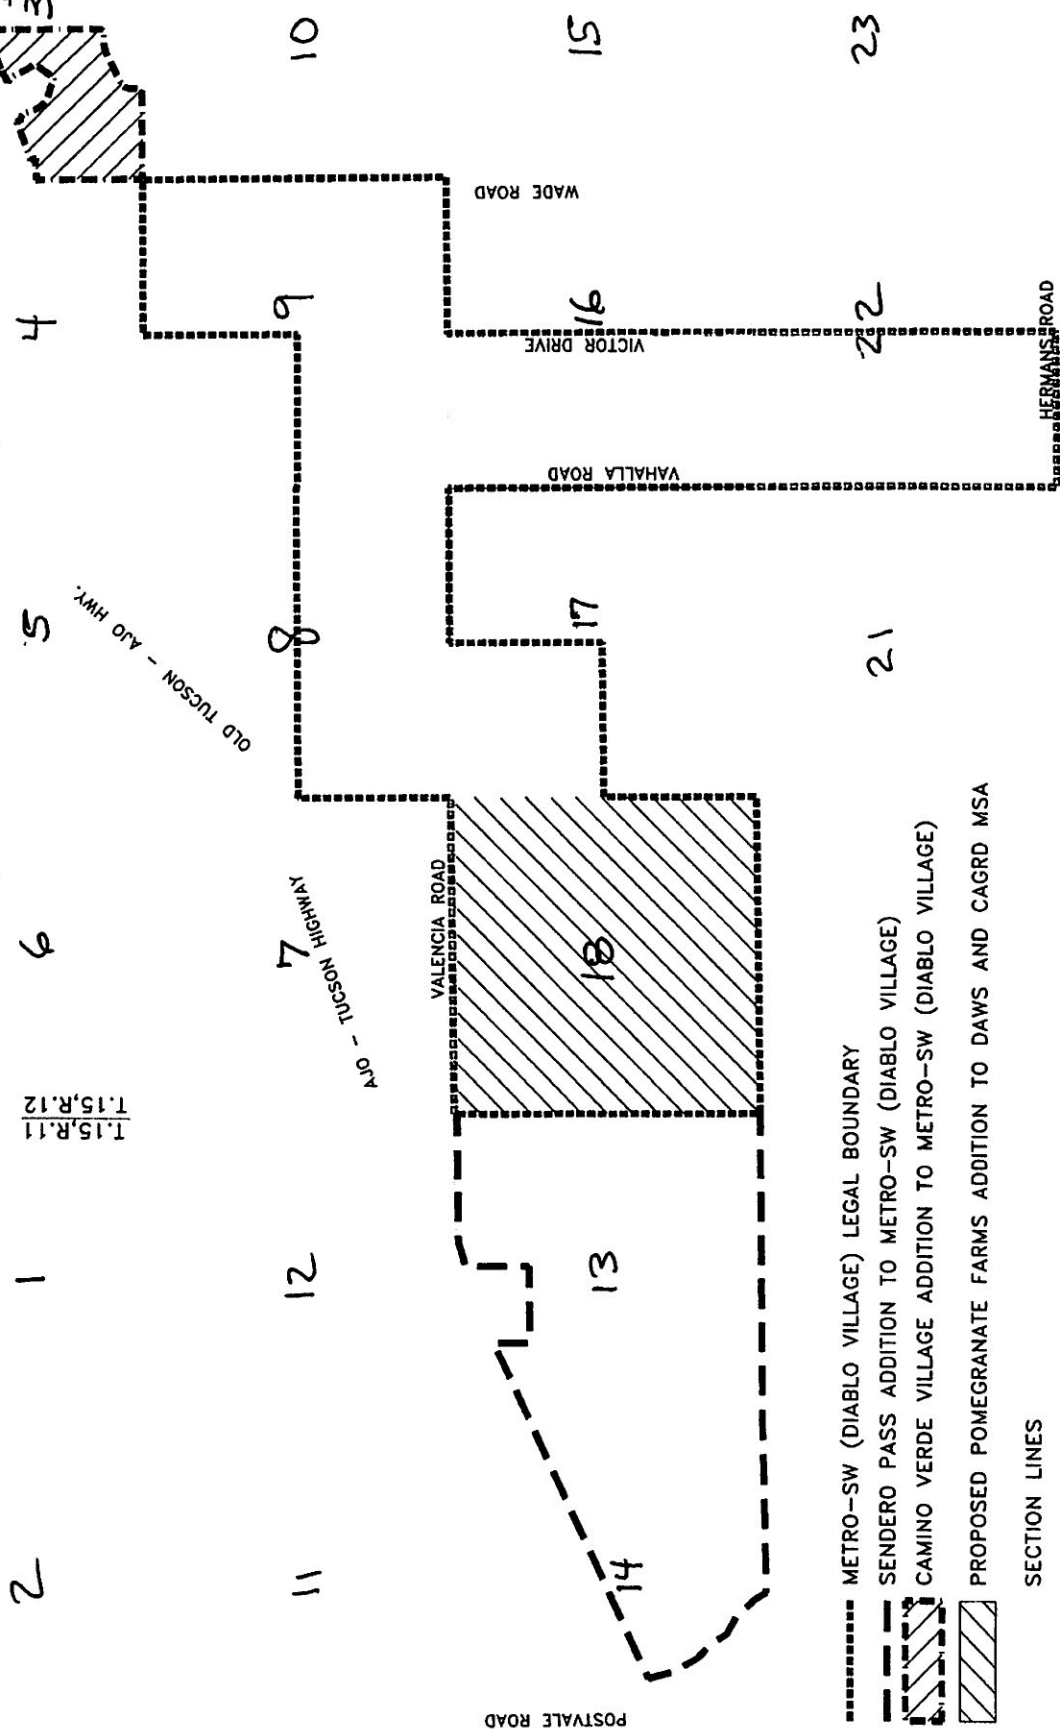 2
1
T.15,R.11
T.15,R.12
6
5
4
3
11
12
7
8
9
10
OLD TUCSON - AJO HWY.
AJO - TUCSON HIGHWAY
VALENCIA ROAD
POSTVALE ROAD
14
13
18
17
16
15
VAHALLA ROAD
VICTOR DRIVE
WADE ROAD
21
22
23
HERMANS ROAD
METRO-SW (DIABLO VILLAGE) LEGAL BOUNDARY
SENDERO PASS ADDITION TO METRO-SW (DIABLO VILLAGE)
CAMINO VERDE VILLAGE ADDITION TO METRO-SW (DIABLO VILLAGE)
PROPOSED POMEGRANATE FARMS ADDITION TO DAWS AND CAGRD MSA
SECTION LINES